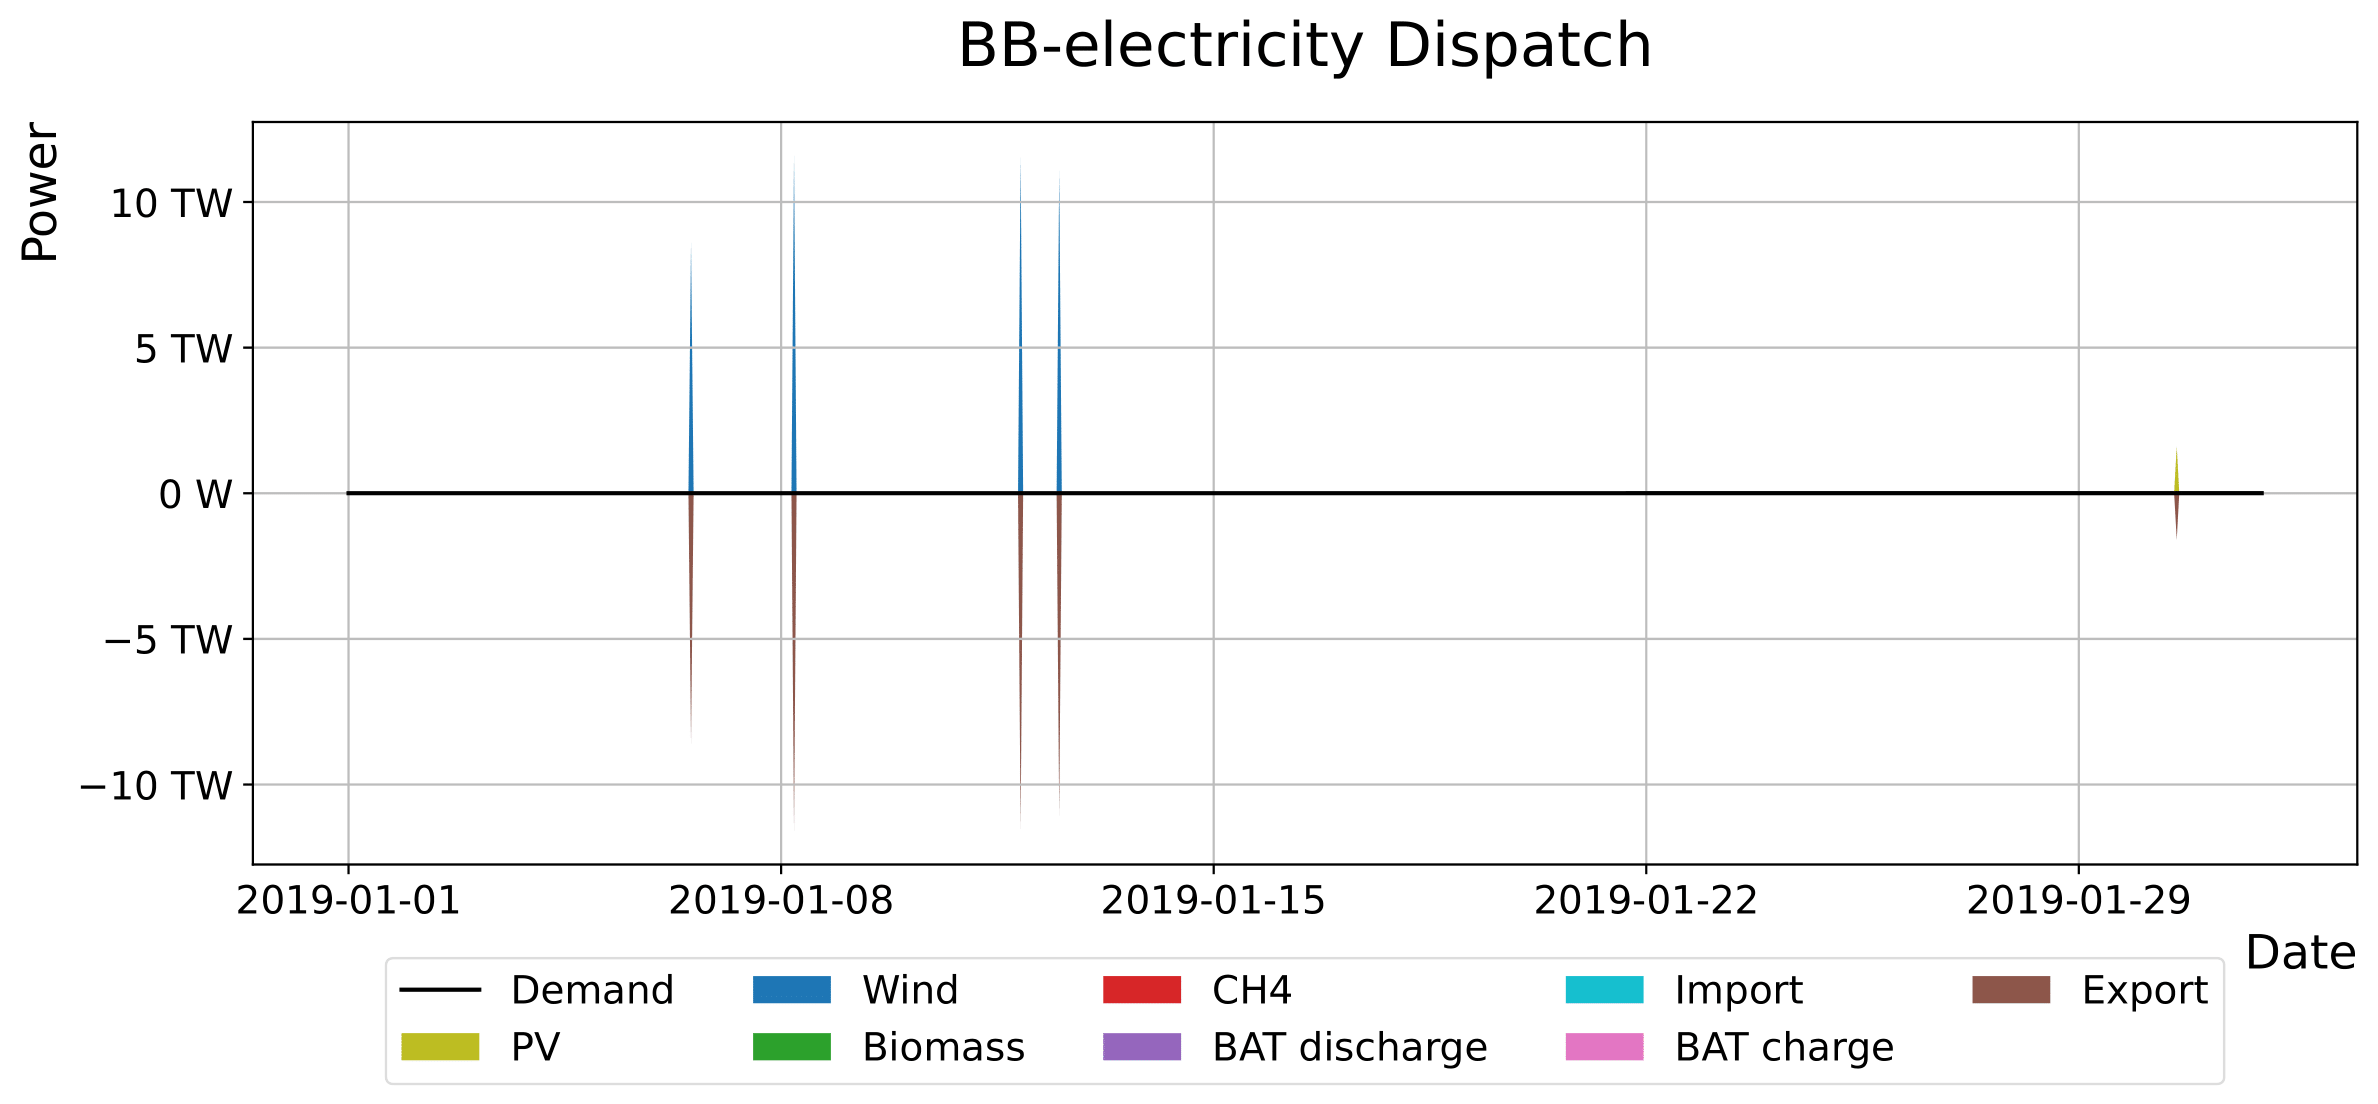 BB-electricity Dispatch
Power
10 TW
5 TW
0 W
−5 TW
−10 TW
2019-01-01 2019-01-08 2019-01-15 2019-01-22 2019-01-29
Date
Demand Wind CH4 Import Export
PV Biomass BAT discharge BAT charge